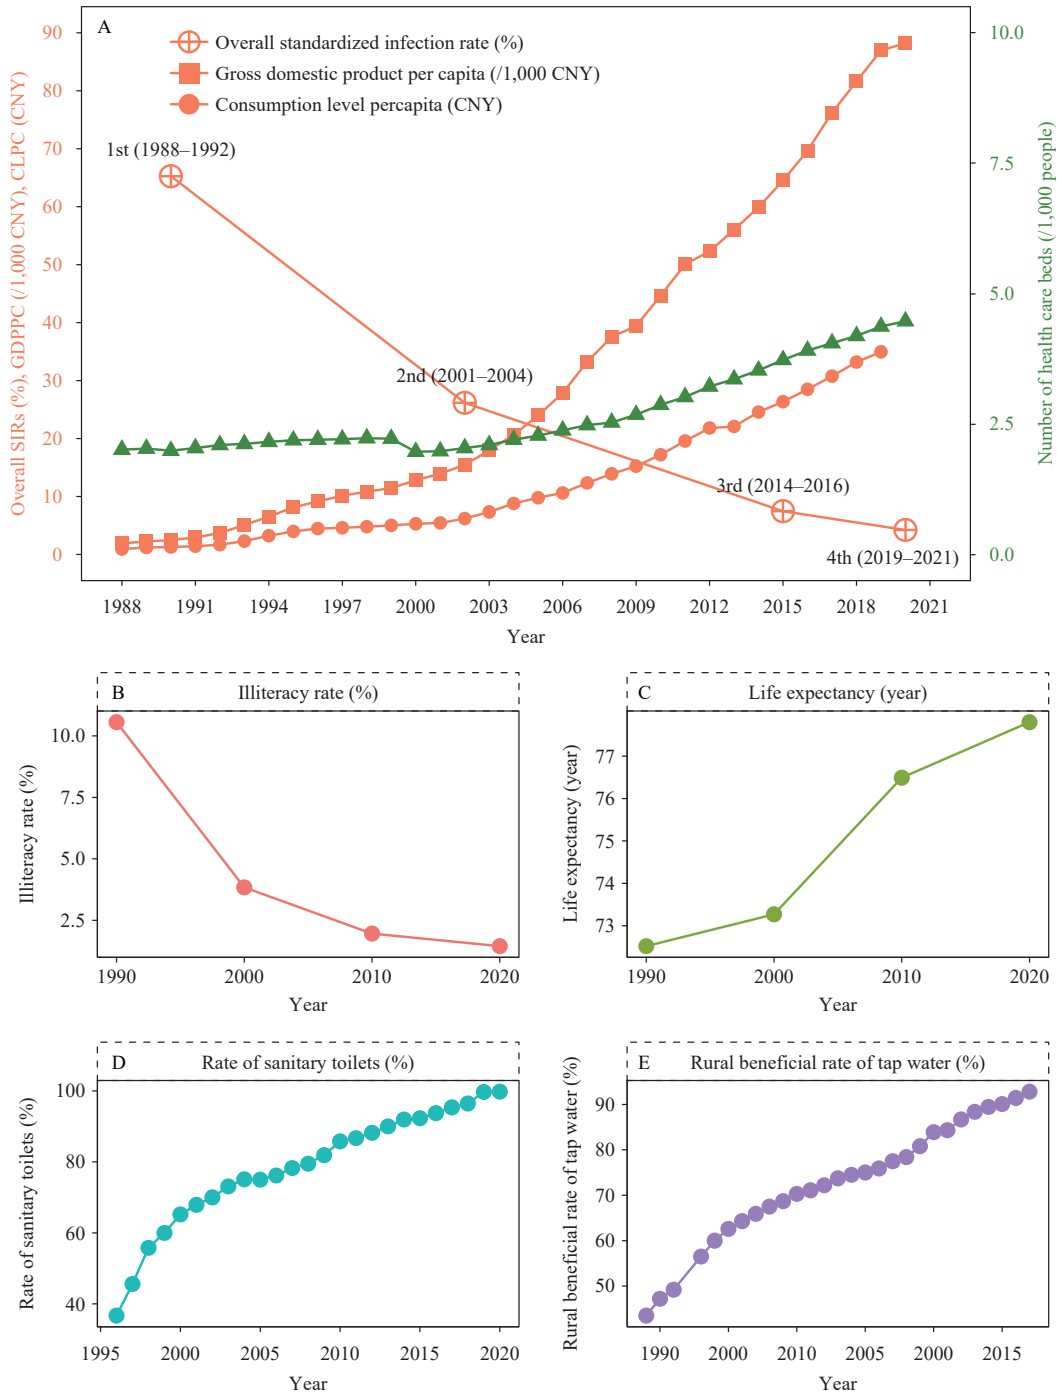 A
Overall standardized infection rate (%)
Gross domestic product per capita (/1,000 CNY)
Consumption level percapita (CNY)
Overall SIRs (%), GDPPC (/1,000 CNY), CLPC (CNY)
90
80
70
60
50
40
30
20
10
0
1st (1988–1992)
2nd (2001–2004)
3rd (2014–2016)
4th (2019–2021)
10.0
7.5
5.0
2.5
0.0
Number of health care beds (/1,000 people)
1988 1991 1994 1997 2000 2003 2006 2009 2012 2015 2018 2021
Year
B Illiteracy rate (%)
Illiteracy rate (%)
10.0
7.5
5.0
2.5
1990 2000 2010 2020
Year
C Life expectancy (year)
Life expectancy (year)
77
76
75
74
73
1990 2000 2010 2020
Year
D Rate of sanitary toilets (%)
Rate of sanitary toilets (%)
100
80
60
40
1995 2000 2005 2010 2015 2020
Year
E Rural beneficial rate of tap water (%)
Rural beneficial rate of tap water (%)
90
80
70
60
50
1990 2000 2010 2005 2000 2015
Year